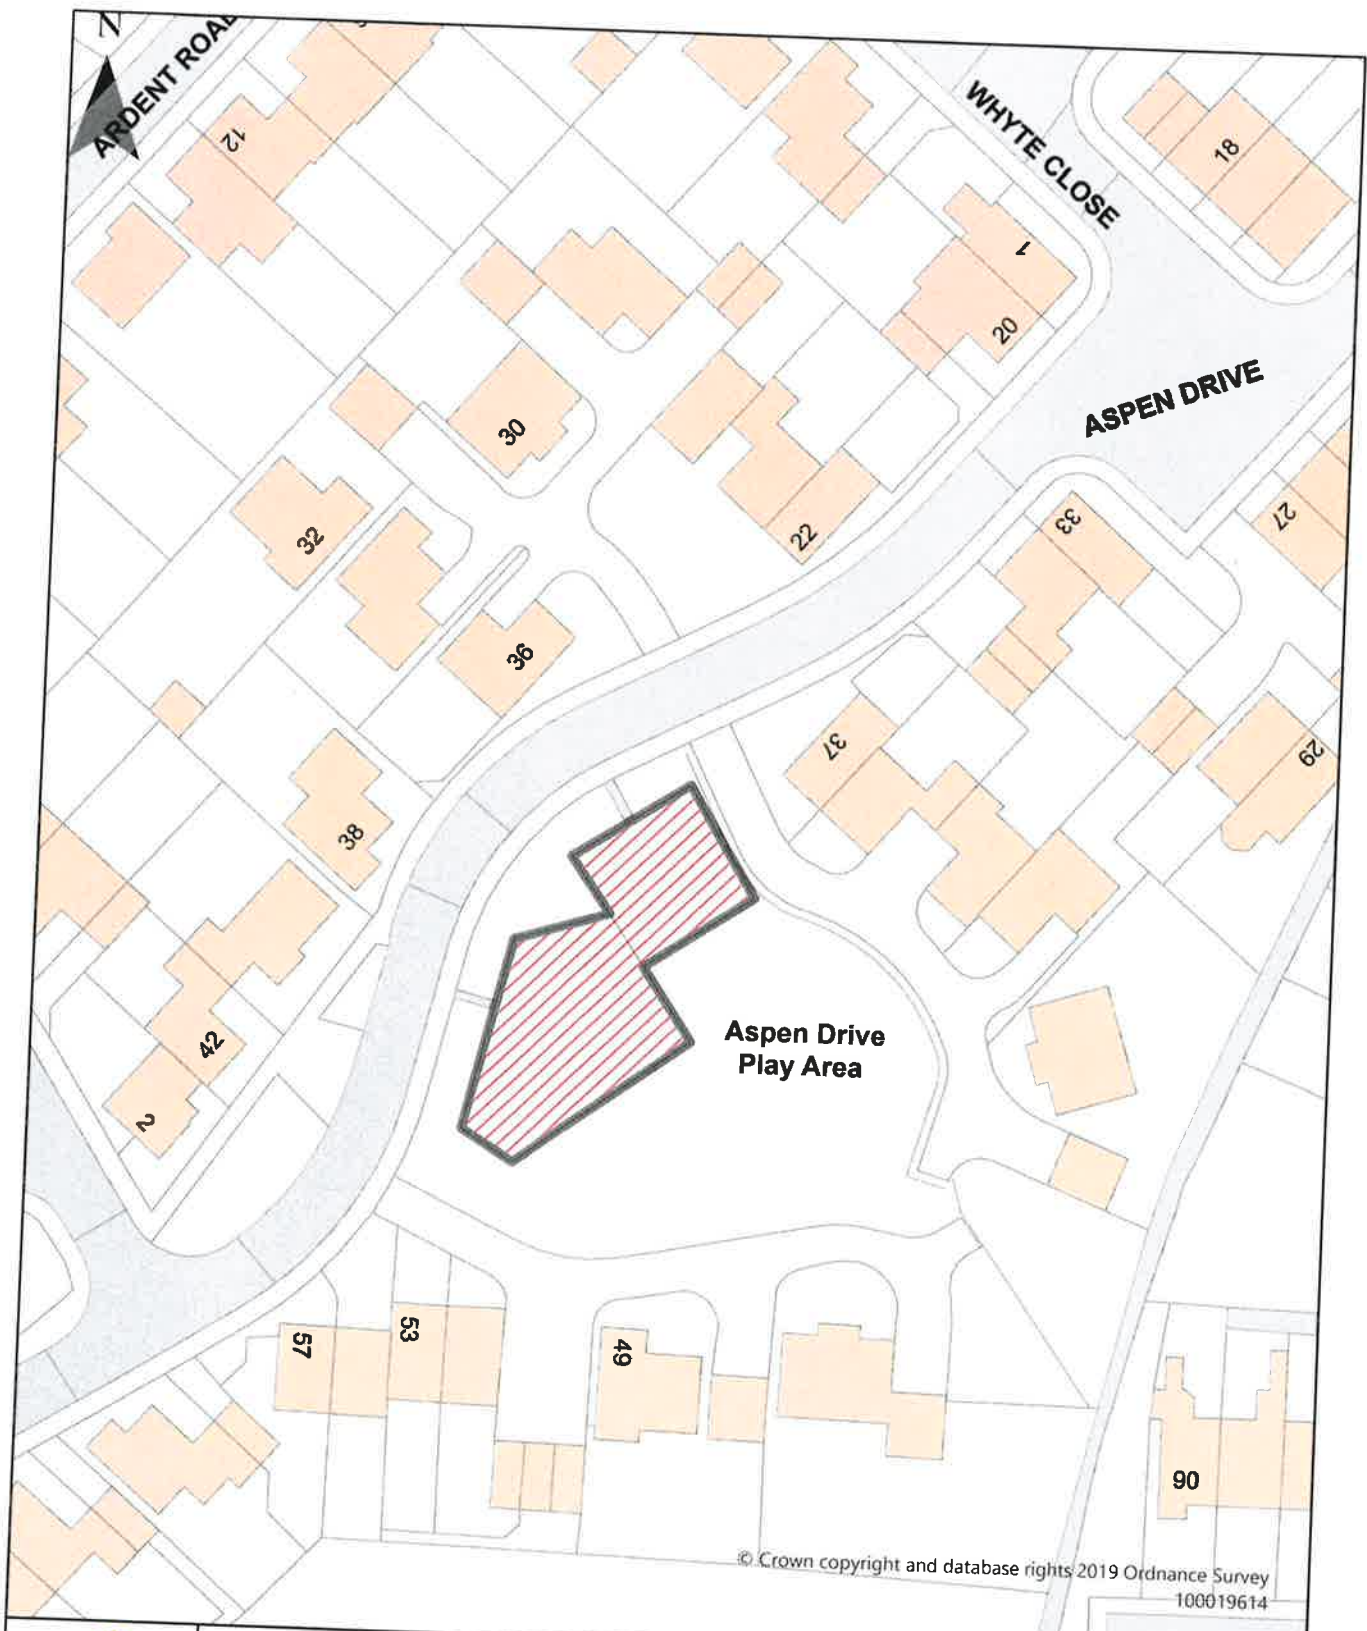 N
ARDENT ROAD
12
WHYTE CLOSE
18
1
20
ASPEN DRIVE
30
32
22
33
27
36
37
29
38
42
2
Aspen Drive
Play Area
57
53
49
90
© Crown copyright and database rights 2019 Ordnance Survey
100019614